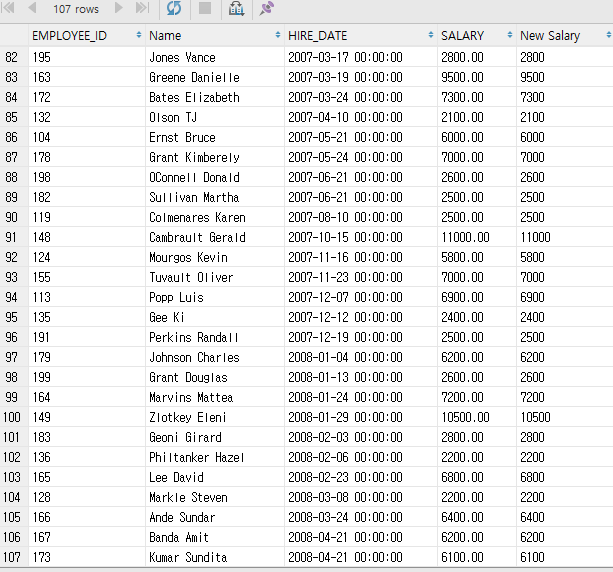 107 rows
EMPLOYEE_ID Name HIRE_DATE SALARY New Salary
82 195 Jones Vance 2007-03-17 00:00:00 2800.00 2800
83 163 Greene Danielle 2007-03-19 00:00:00 9500.00 9500
84 172 Bates Elizabeth 2007-03-24 00:00:00 7300.00 7300
85 132 Olson TJ 2007-04-10 00:00:00 2100.00 2100
86 104 Ernst Bruce 2007-05-21 00:00:00 6000.00 6000
87 178 Grant Kimberely 2007-05-24 00:00:00 7000.00 7000
88 198 OConnell Donald 2007-06-21 00:00:00 2600.00 2600
89 182 Sullivan Martha 2007-06-21 00:00:00 2500.00 2500
90 119 Colmenares Karen 2007-08-10 00:00:00 2500.00 2500
91 148 Cambrault Gerald 2007-10-15 00:00:00 11000.00 11000
92 124 Mourgos Kevin 2007-11-16 00:00:00 5800.00 5800
93 155 Tuvault Oliver 2007-11-23 00:00:00 7000.00 7000
94 113 Popp Luis 2007-12-07 00:00:00 6900.00 6900
95 135 Gee Ki 2007-12-12 00:00:00 2400.00 2400
96 191 Perkins Randall 2007-12-19 00:00:00 2500.00 2500
97 179 Johnson Charles 2008-01-04 00:00:00 6200.00 6200
98 199 Grant Douglas 2008-01-13 00:00:00 2600.00 2600
99 164 Marvins Mattea 2008-01-24 00:00:00 7200.00 7200
100 149 Zlotkey Eleni 2008-01-29 00:00:00 10500.00 10500
101 183 Geoni Girard 2008-02-03 00:00:00 2800.00 2800
102 136 Philtanker Hazel 2008-02-06 00:00:00 2200.00 2200
103 165 Lee David 2008-02-23 00:00:00 6800.00 6800
104 128 Markle Steven 2008-03-08 00:00:00 2200.00 2200
105 166 Ande Sundar 2008-03-24 00:00:00 6400.00 6400
106 167 Banda Amit 2008-04-21 00:00:00 6200.00 6200
107 173 Kumar Sundita 2008-04-21 00:00:00 6100.00 6100